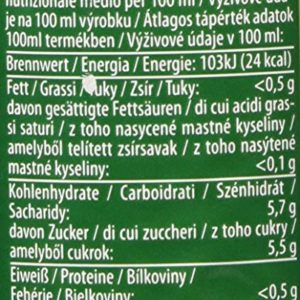 nutrizionale medio per 100 ml / Výživové
je na 100 ml výrobku / Átlagos tápérték adatok
100ml termékben / Výživové údaje v 100 ml:
Brennwert / Energia / Energie: 103kJ (24 kcal)
Fett / Grassi / Tuky / Zsír / Tuky: <0,5 g
davon gesättigte Fettsäuren / di cui acidi gras-
si saturi / z toho nasycené mastné kyseliny /
amelyből telített zsírsavak / z toho nasýtené
mastné kyseliny: <0,1 g
Kohlenhydrate / Carboidrati / Szénhidrát /
Sacharidy: 5,7 g
davon Zucker / di cui zuccheri / z toho cukry /
amelyből cukrok: 5,5 g
Eiweiß / Proteine / Bílkoviny /
Fehérje / Bielkoviny: <0,5 g